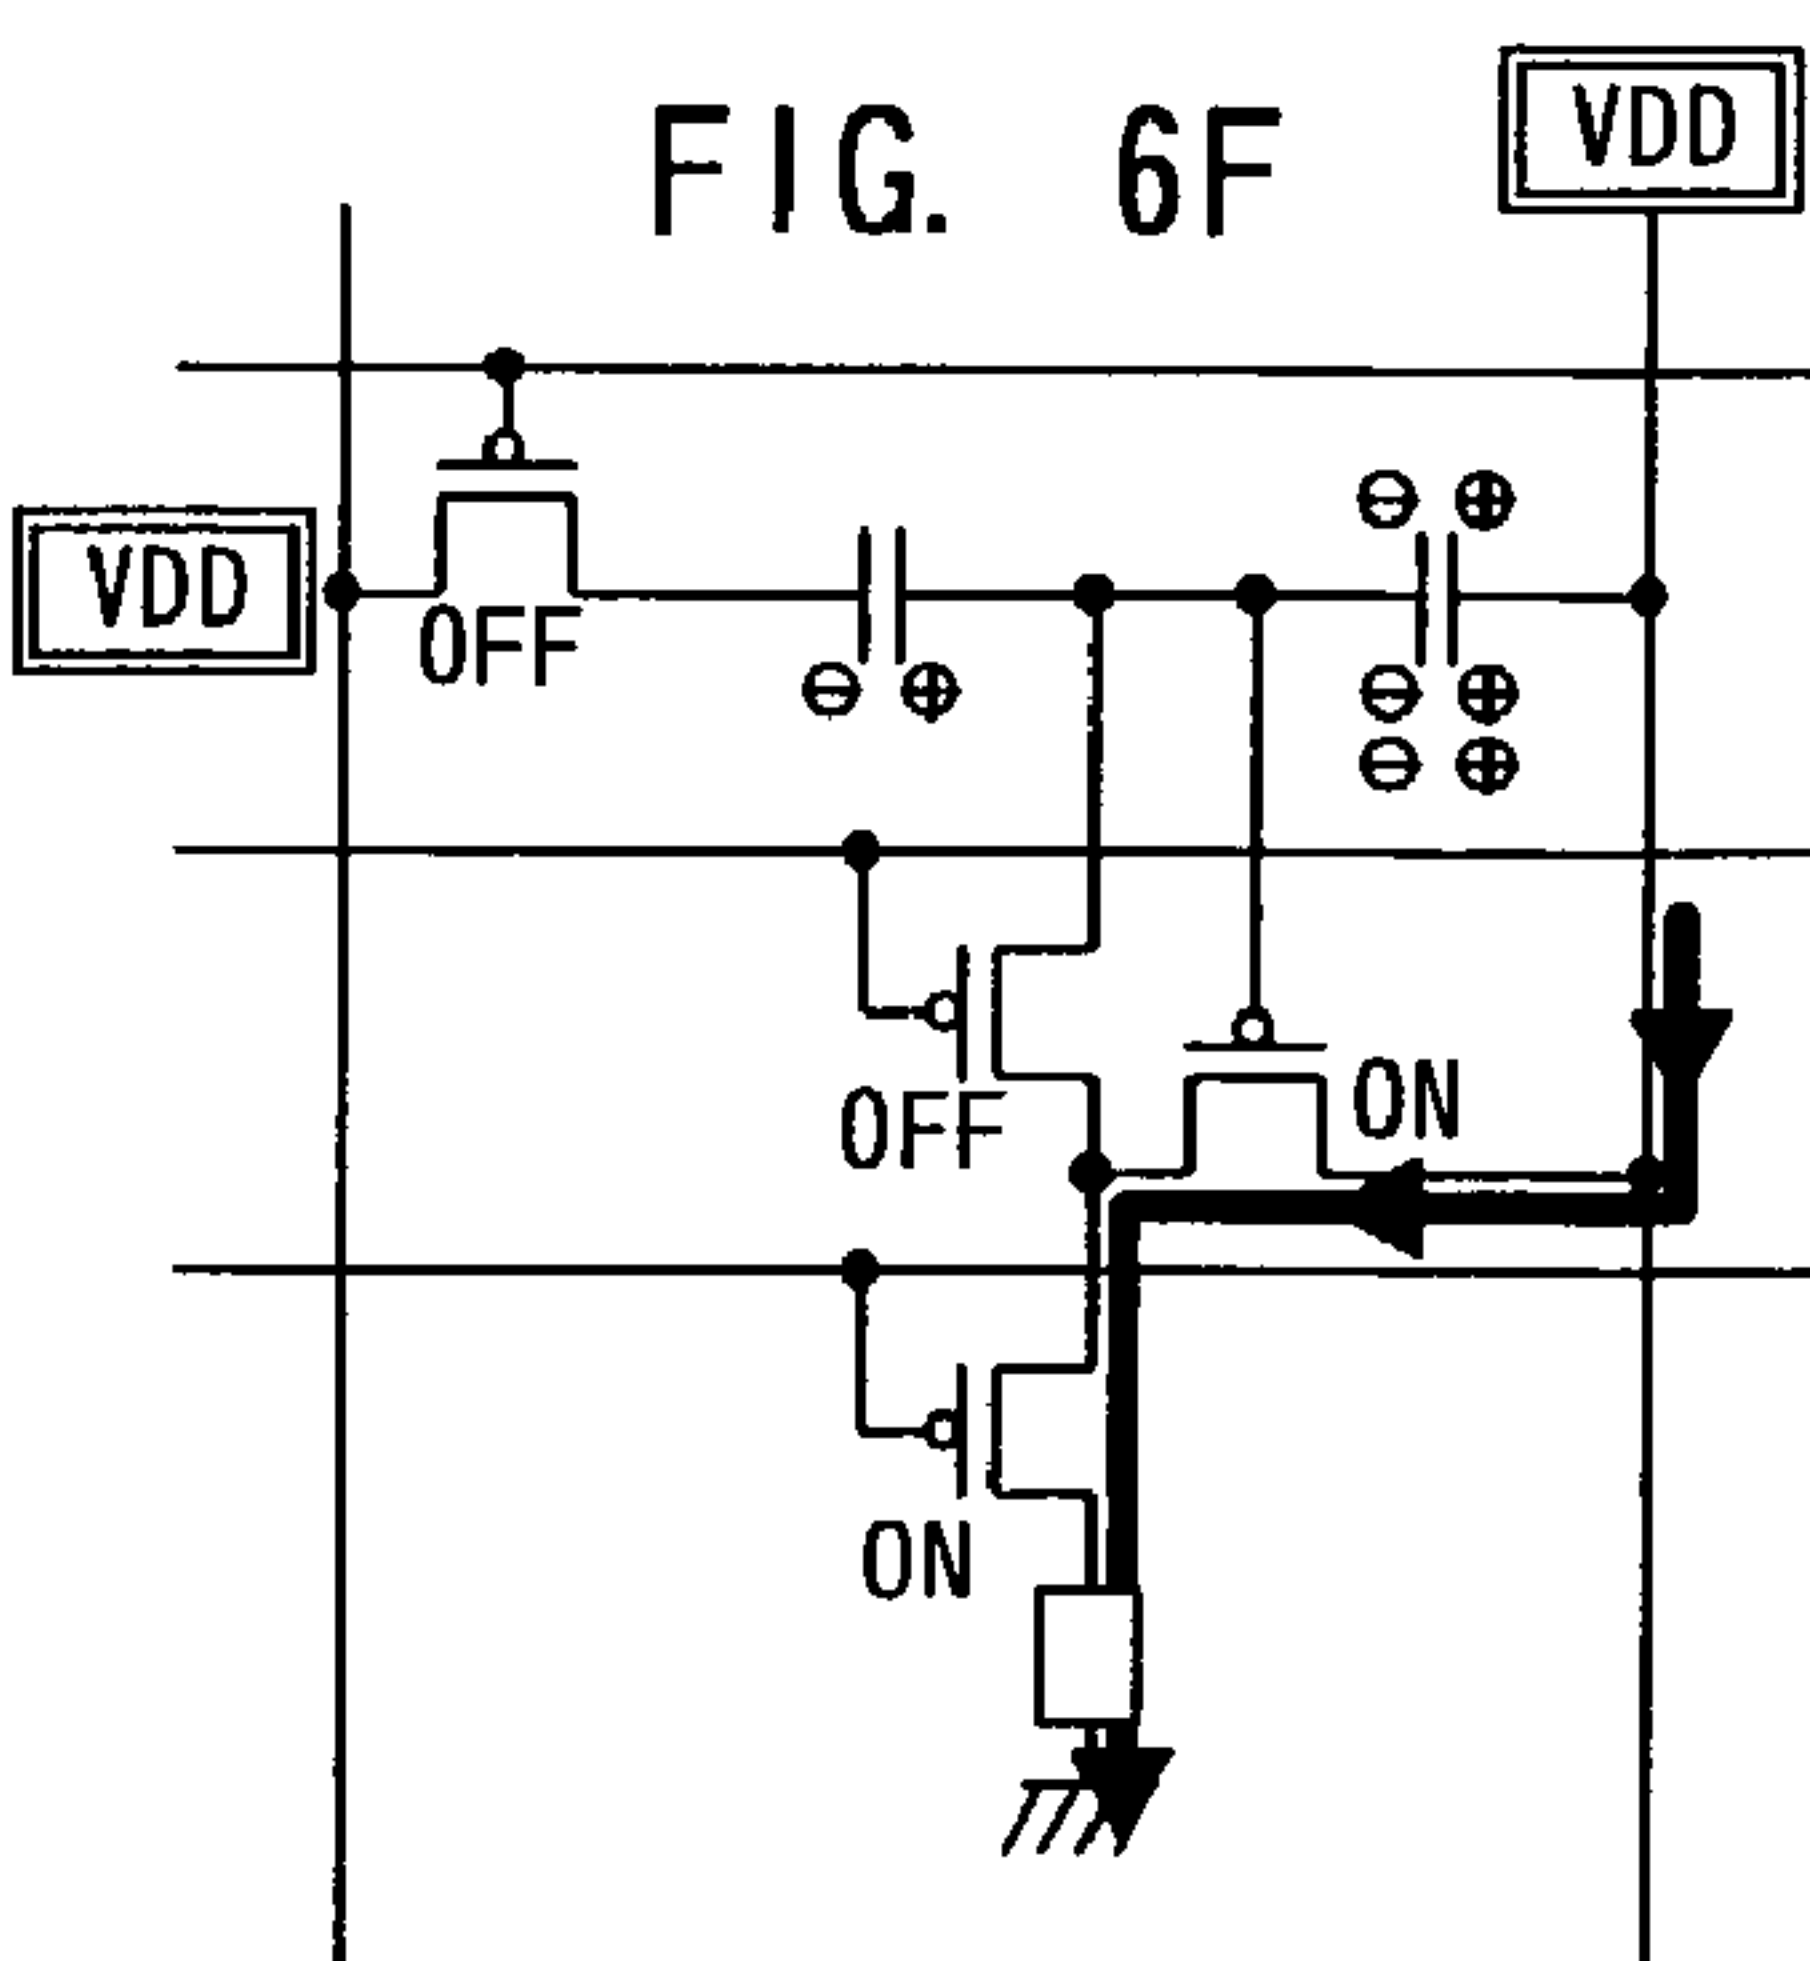 FIG. 6F
VDD
VDD
OFF
⊖ ⊕
⊖ ⊕
⊖ ⊕
⊖ ⊕
OFF
ON
ON